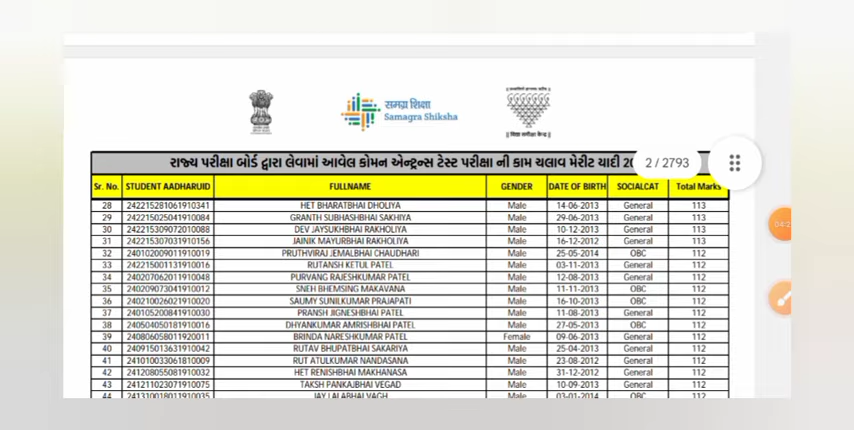 समग्र शिक्षा
Samagra Shiksha
રાજ્ય પરીક્ષા બોર્ડ દ્વારા લેવામાં આવેલ કોમન એન્ટ્રન્સ ટેસ્ટ પરીક્ષા ની કામ ચલાવ મેરીટ યાદી 20
2 / 2793
Sr. No. STUDENT AADHARUID FULLNAME GENDER DATE OF BIRTH SOCIALCAT Total Marks
28 242215281061910341 HET BHARATBHAI DHOLIYA Male 14-06-2013 General 113
29 242215025041910084 GRANTH SUBHASHBHAI SAKHIYA Male 29-06-2013 General 113
30 242215309072010088 DEV JAYSUKHBHAI RAKHOLIYA Male 10-12-2013 General 113
31 242215307031910156 JAINIK MAYURBHAI RAKHOLIYA Male 16-12-2012 General 113
32 240102009011910019 PRUTHVIRAJ JEMALBHAI CHAUDHARI Male 25-05-2014 OBC 112
33 242215001131910016 RUTANSH KETUL PATEL Male 03-11-2013 General 112
34 240207062011910048 PURVANG RAJESHKUMAR PATEL Male 12-08-2013 General 112
35 240209073041910012 SNEH BHEMSING MAKAVANA Male 11-11-2013 OBC 112
36 240210026021910020 SAUMY SUNILKUMAR PRAJAPATI Male 16-10-2013 OBC 112
37 240105200841910030 PRANSH JIGNESHBHAI PATEL Male 11-08-2013 General 112
38 240504050181910016 DHYANKUMAR AMRISHBHAI PATEL Male 27-05-2013 OBC 112
39 240806058011920011 BRINDA NARESHKUMAR PATEL Female 09-06-2013 General 112
40 240915013631910042 RUTAV BHUPATBHAI SAKARIYA Male 25-04-2013 General 112
41 241010033061810009 RUT ATULKUMAR NANDASANA Male 23-08-2012 General 112
42 241208055081910032 HET RENISHBHAI MAKHANASA Male 31-12-2012 General 112
43 241211023071910075 TAKSH PANKAJBHAI VEGAD Male 10-09-2013 General 112
44 241310018011910035 JAY LALABHAI VAGH Male 03-01-2014 OBC 112